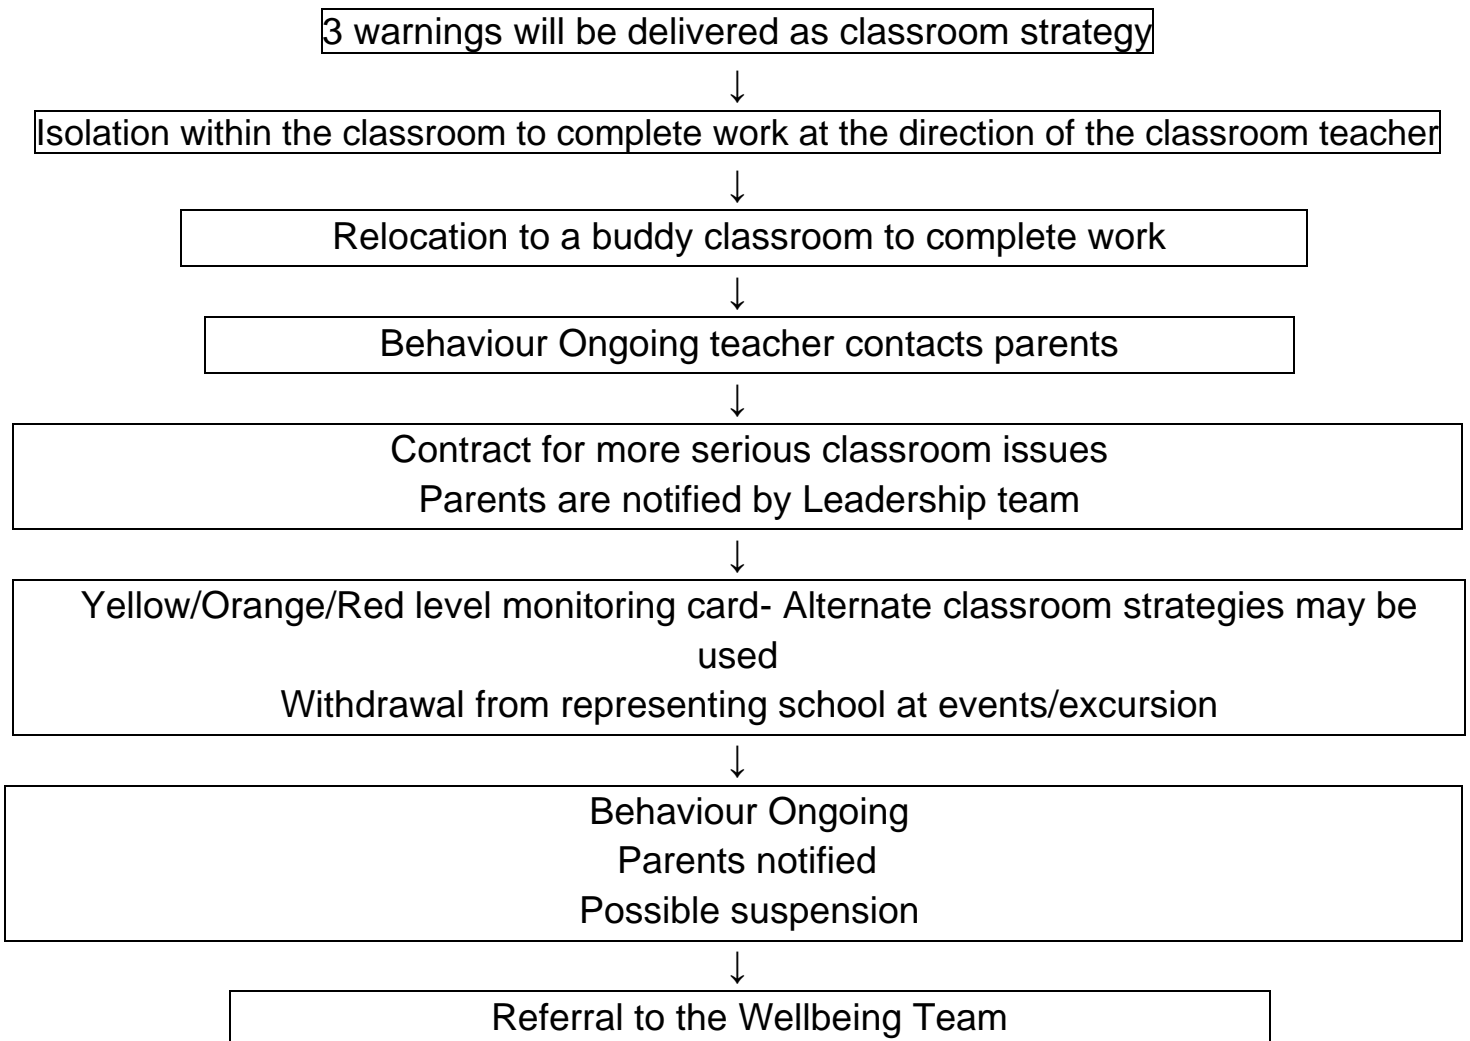 3 warnings will be delivered as classroom strategy
↓
Isolation within the classroom to complete work at the direction of the classroom teacher
↓
Relocation to a buddy classroom to complete work
↓
Behaviour Ongoing teacher contacts parents
↓
Contract for more serious classroom issues
Parents are notified by Leadership team
↓
Yellow/Orange/Red level monitoring card- Alternate classroom strategies may be
used
Withdrawal from representing school at events/excursion
↓
Behaviour Ongoing
Parents notified
Possible suspension
↓
Referral to the Wellbeing Team